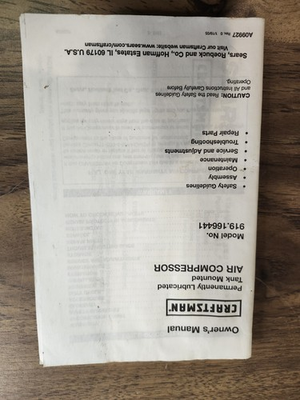 Owner's Manual
CRAFTSMAN
Permanently Lubricated
Tank Mounted
AIR COMPRESSOR
Model No.
919.166441
• Safety Guidelines
• Assembly
• Operation
• Maintenance
• Service and Adjustments
• Troubleshooting
• Repair Parts
CAUTION: Read the Safety Guidelines
and All Instructions Carefully Before
Operating
Sears, Roebuck and Co., Hoffman Estates, IL 60179 U.S.A.
Visit our Craftsman website: www.sears.com/craftsman
A09927